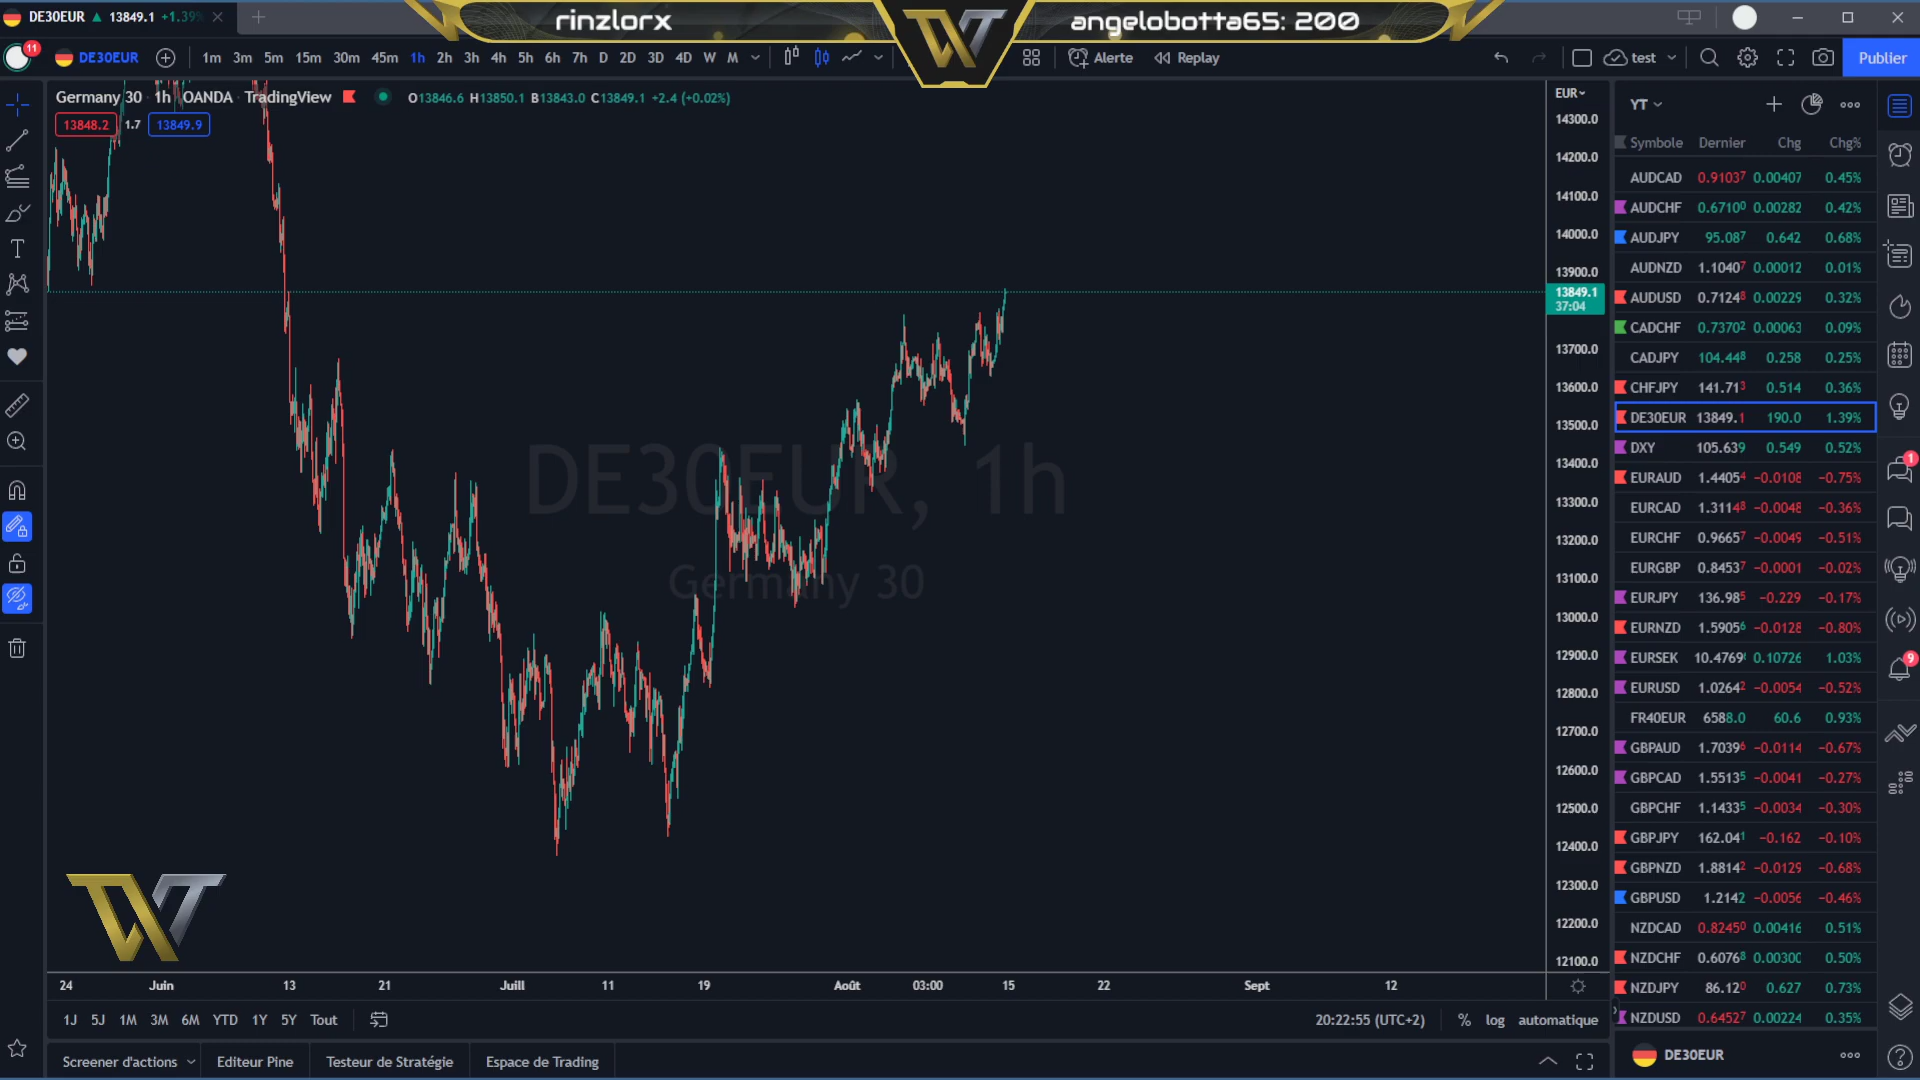 DE30EUR ▲ 13849.1 +1.39%
rinzlorx
angelobotta65: 200
11
DE30EUR
1m 3m 5m 15m 30m 45m 1h 2h 3h 4h 5h 6h 7h D 2D 3D 4D W M
Alerte
Replay
test
Publier
Germany 30 1h OANDA TradingView
O13846.6 H13850.1 B13843.0 C13849.1 +2.4 (+0.02%)
13848.2 1.7 13849.9
EUR
14300.0
14200.0
14100.0
14000.0
13900.0
13849.1
37:04
13700.0
13600.0
13500.0
13400.0
13300.0
13200.0
13100.0
13000.0
12900.0
12800.0
12700.0
12600.0
12500.0
12400.0
12300.0
12200.0
12100.0
DE30EUR, 1h
Germany 30
24 Juin 13 21 Juill 11 19 Août 03:00 15 22 Sept 12
1J 5J 1M 3M 6M YTD 1Y 5Y Tout
20:22:55 (UTC+2) % log automatique
Screener d'actions Editeur Pine Testeur de Stratégie Espace de Trading
YT
Symbole Dernier Chg Chg%
AUDCAD 0.91037 0.00407 0.45%
AUDCHF 0.67100 0.00282 0.42%
AUDJPY 95.087 0.642 0.68%
AUDNZD 1.10407 0.00012 0.01%
AUDUSD 0.71248 0.00229 0.32%
CADCHF 0.73702 0.00063 0.09%
CADJPY 104.448 0.258 0.25%
CHFJPY 141.713 0.514 0.36%
DE30EUR 13849.1 190.0 1.39%
DXY 105.639 0.549 0.52%
EURAUD 1.44054 −0.0108 −0.75%
EURCAD 1.31148 −0.0048 −0.36%
EURCHF 0.96657 −0.0049 −0.51%
EURGBP 0.84537 −0.0001 −0.02%
EURJPY 136.985 −0.229 −0.17%
EURNZD 1.59056 −0.0128 −0.80%
EURSEK 10.4769 0.10726 1.03%
EURUSD 1.02642 −0.0054 −0.52%
FR40EUR 6588.0 60.6 0.93%
GBPAUD 1.70396 −0.0114 −0.67%
GBPCAD 1.55135 −0.0041 −0.27%
GBPCHF 1.14335 −0.0034 −0.30%
GBPJPY 162.041 −0.162 −0.10%
GBPNZD 1.88142 −0.0129 −0.68%
GBPUSD 1.2142 −0.0056 −0.46%
NZDCAD 0.82450 0.00416 0.51%
NZDCHF 0.60768 0.00300 0.50%
NZDJPY 86.120 0.627 0.73%
NZDUSD 0.64527 0.00224 0.35%
DE30EUR
1
9